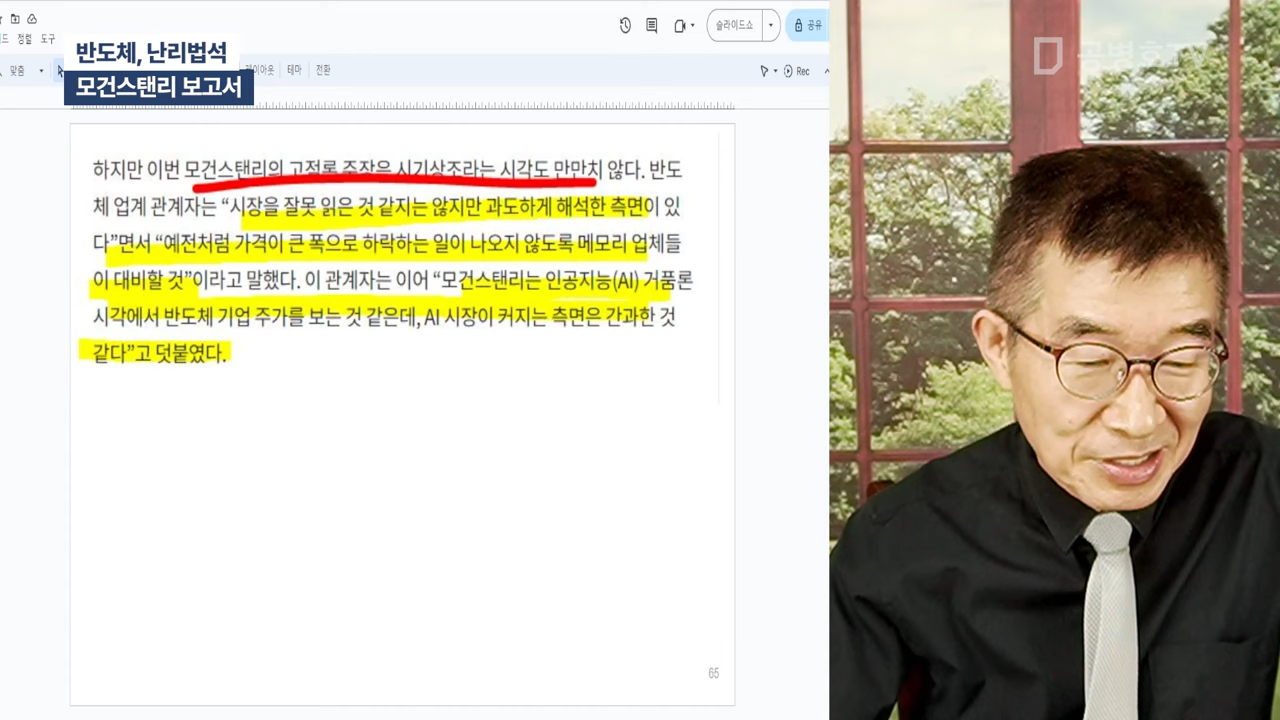 정렬 도구
반도체, 난리법석
모건스탠리 보고서
맞춤
테마
전환
슬라이드쇼
공유
Rec
공병호TV
하지만 이번 모건스탠리의 고점론 주장은 시기상조라는 시각도 만만치 않다. 반도
체 업계 관계자는 “시장을 잘못 읽은 것 같지는 않지만 과도하게 해석한 측면이 있
다”면서 “예전처럼 가격이 큰 폭으로 하락하는 일이 나오지 않도록 메모리 업체들
이 대비할 것”이라고 말했다. 이 관계자는 이어 “모건스탠리는 인공지능(AI) 거품론
시각에서 반도체 기업 주가를 보는 것 같은데, AI 시장이 커지는 측면은 간과한 것
같다”고 덧붙였다.
65